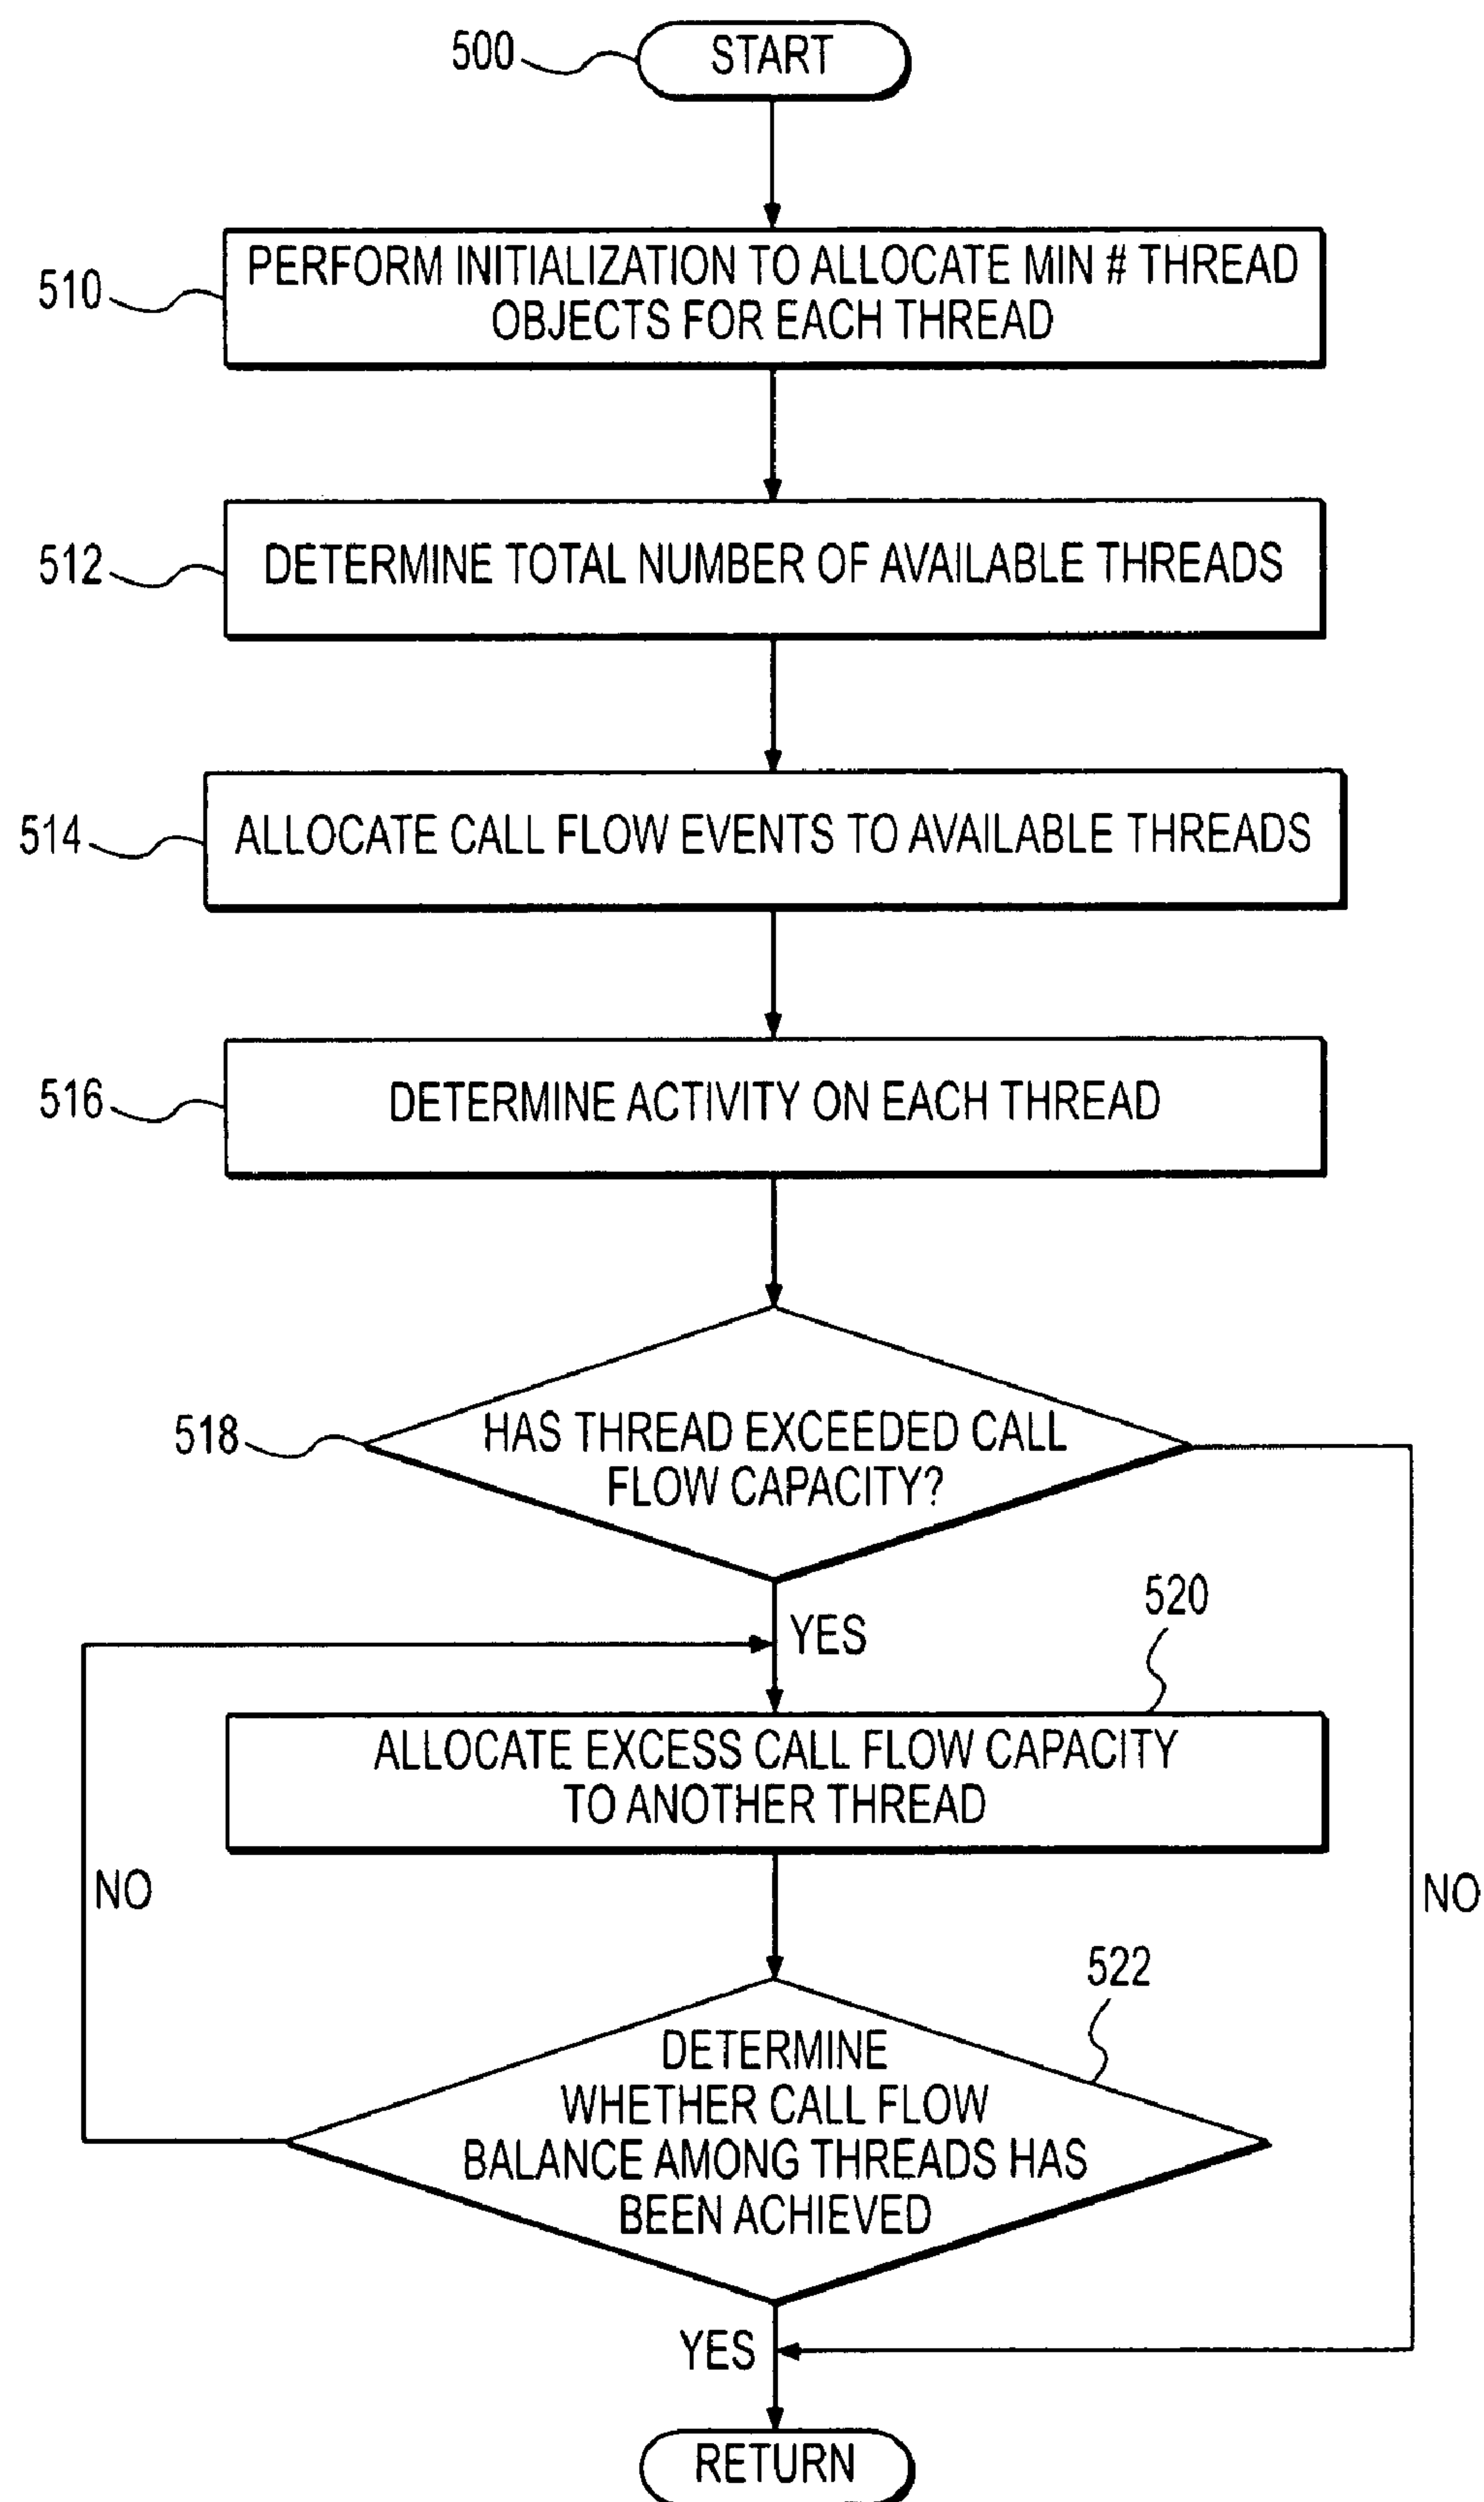 500
START
510
PERFORM INITIALIZATION TO ALLOCATE MIN # THREAD
OBJECTS FOR EACH THREAD
512
DETERMINE TOTAL NUMBER OF AVAILABLE THREADS
514
ALLOCATE CALL FLOW EVENTS TO AVAILABLE THREADS
516
DETERMINE ACTIVITY ON EACH THREAD
518
HAS THREAD EXCEEDED CALL
FLOW CAPACITY?
520
YES
ALLOCATE EXCESS CALL FLOW CAPACITY
TO ANOTHER THREAD
NO
NO
522
DETERMINE
WHETHER CALL FLOW
BALANCE AMONG THREADS HAS
BEEN ACHIEVED
YES
RETURN